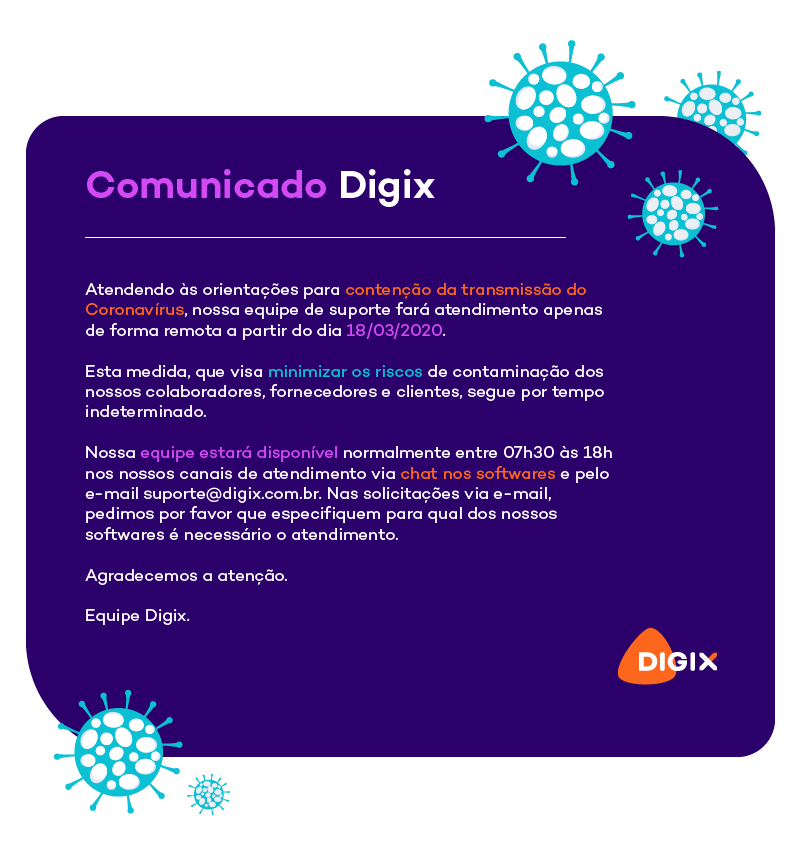 Comunicado Digix
Atendendo às orientações para contenção da transmissão do
Coronavírus, nossa equipe de suporte fará atendimento apenas
de forma remota a partir do dia 18/03/2020.
Esta medida, que visa minimizar os riscos de contaminação dos
nossos colaboradores, fornecedores e clientes, segue por tempo
indeterminado.
Nossa equipe estará disponível normalmente entre 07h30 às 18h
nos nossos canais de atendimento via chat nos softwares e pelo
e-mail suporte@digix.com.br. Nas solicitações via e-mail,
pedimos por favor que especifiquem para qual dos nossos
softwares é necessário o atendimento.
Agradecemos a atenção.
Equipe Digix.
DIGIX